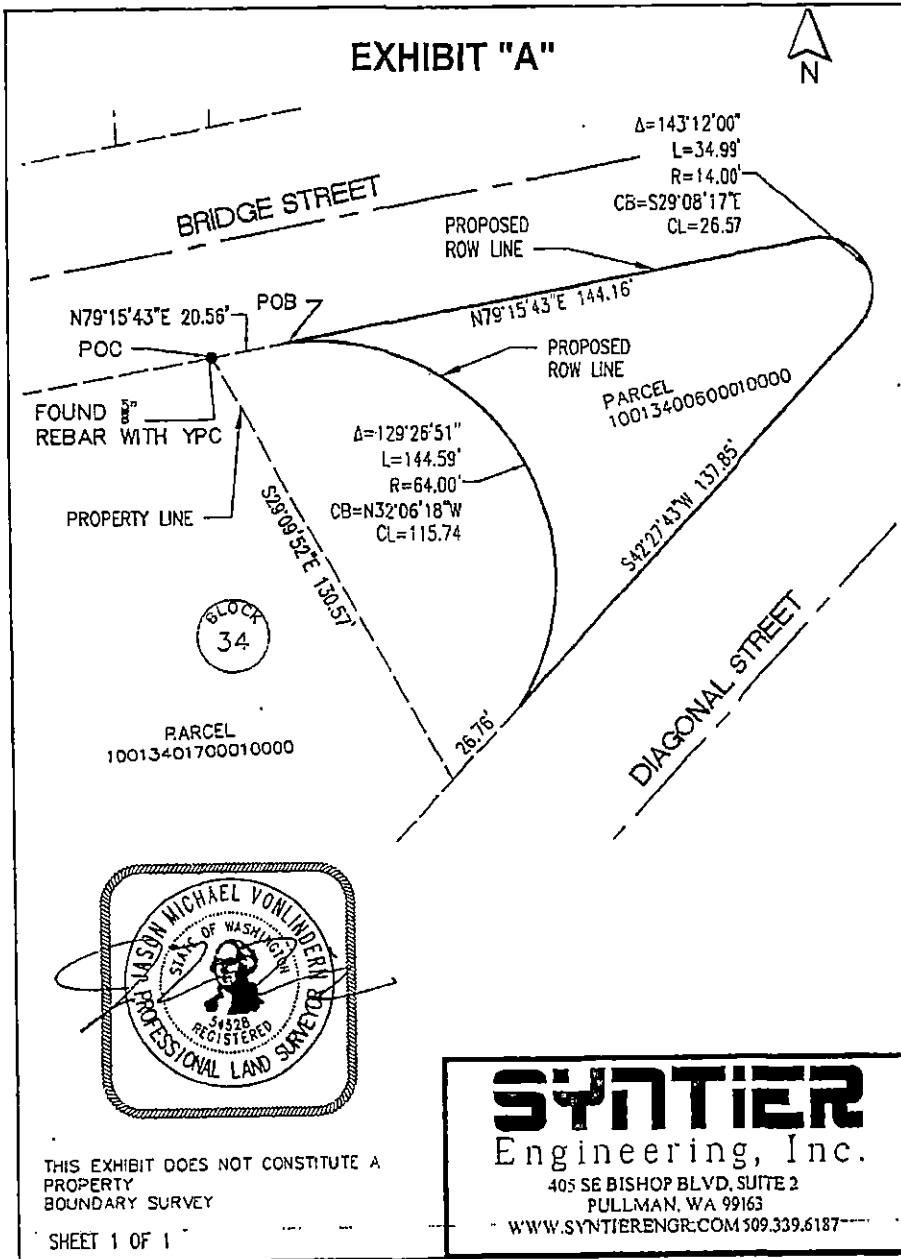 EXHIBIT "A"
N
Δ=143°12'00"
L=34.99'
R=14.00'
CB=S29°08'17"E
CL=26.57
BRIDGE STREET
PROPOSED
ROW LINE
N79°15'43"E 20.56'
POB
POC
N79°15'43"E 144.16'
PROPOSED
ROW LINE
FOUND 5/8"
REBAR WITH YPC
PARCEL
10013400600010000
Δ=129°26'51"
L=144.59'
R=64.00'
CB=N32°06'18"W
CL=115.74
PROPERTY LINE
S29°09'52"E 130.57'
S42°27'43"W 137.85'
BLOCK
34
26.76'
DIAGONAL STREET
PARCEL
10013401700010000
JASON MICHAEL VONLINDERN
STATE OF WASHINGTON
54528
REGISTERED
PROFESSIONAL LAND SURVEYOR
SYNTIER
Engineering, Inc.
405 SE BISHOP BLVD, SUITE 2
PULLMAN, WA 99163
WWW.SYNTIERENGR.COM 509.339.6187
THIS EXHIBIT DOES NOT CONSTITUTE A
PROPERTY
BOUNDARY SURVEY
SHEET 1 OF 1